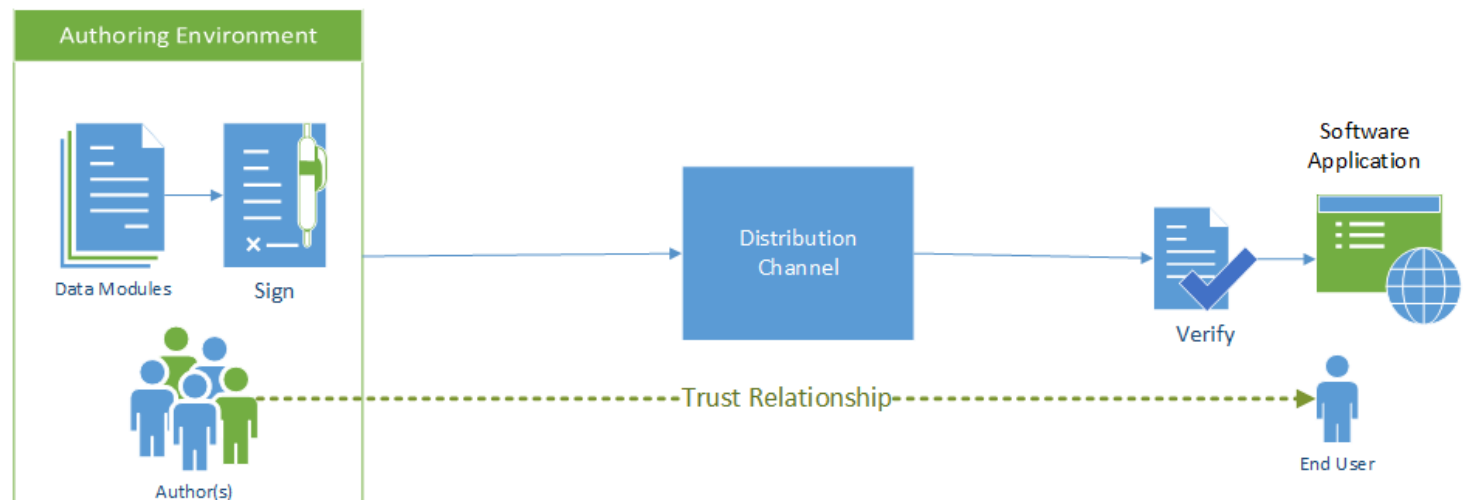 Authoring Environment
Data Modules
Sign
Author(s)
Distribution
Channel
Trust Relationship
Verify
Software
Application
End User